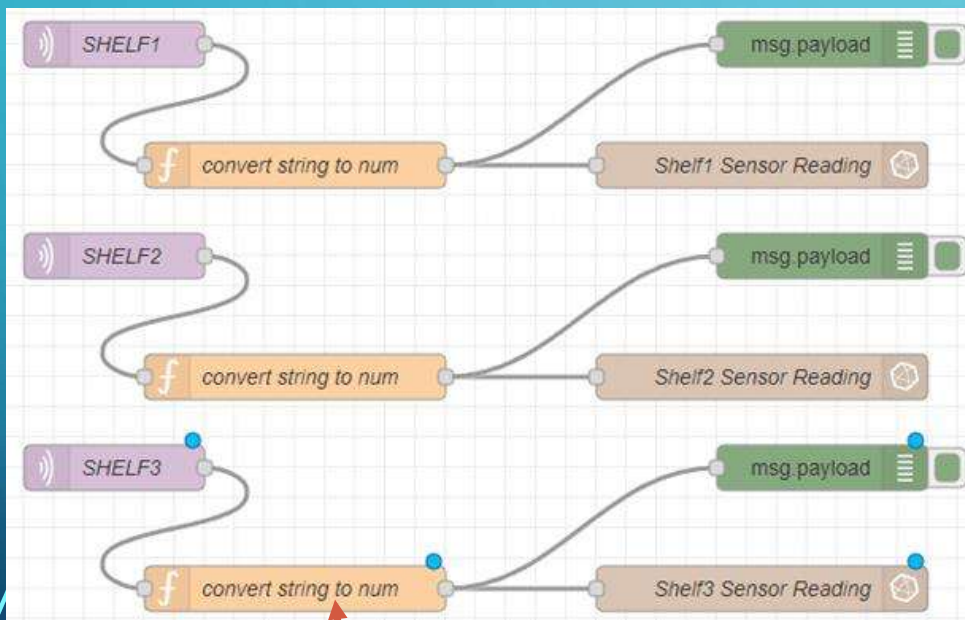 SHELF1
msg.payload
convert string to num
Shelf1 Sensor Reading
SHELF2
msg.payload
convert string to num
Shelf2 Sensor Reading
SHELF3
msg.payload
convert string to num
Shelf3 Sensor Reading